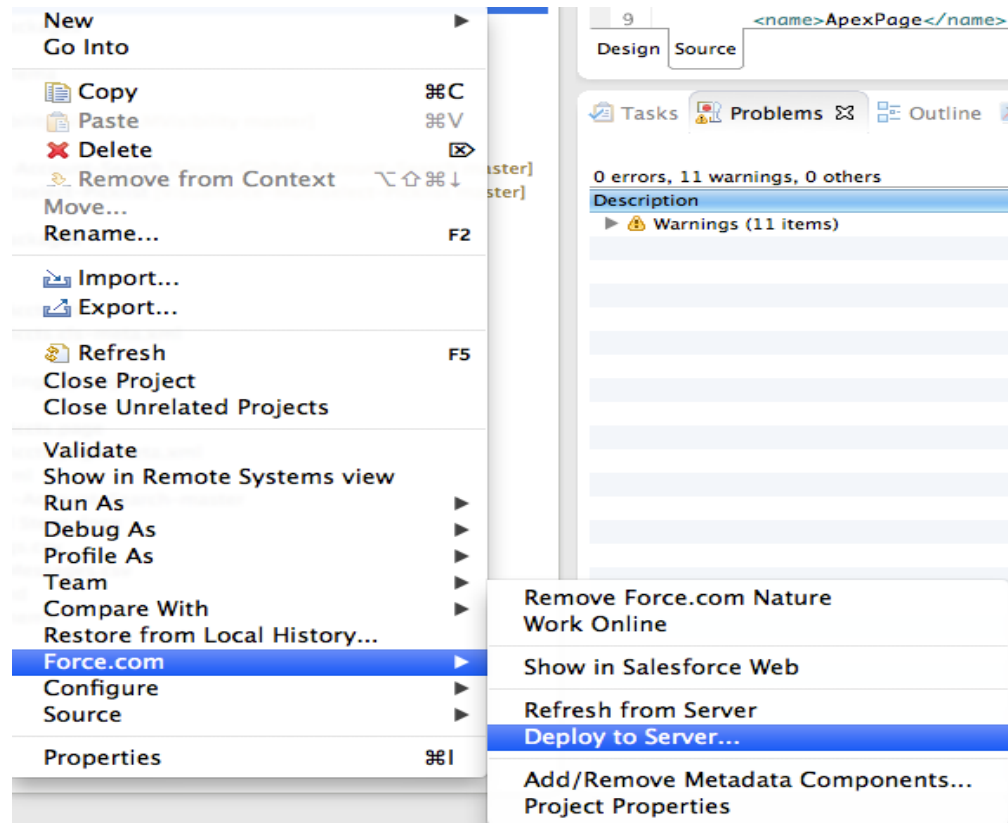 New
Go Into
Copy ⌘C
Paste ⌘V
Delete ⌦
Remove from Context ⌥⇧⌘↓
Move...
Rename... F2
Import...
Export...
Refresh F5
Close Project
Close Unrelated Projects
Validate
Show in Remote Systems view
Run As
Debug As
Profile As
Team
Compare With
Restore from Local History...
Force.com
Configure
Source
Properties ⌘I
ster]
ster]
9 <name>ApexPage</name>
Design Source
Tasks Problems Outline
0 errors, 11 warnings, 0 others
Description
Warnings (11 items)
Remove Force.com Nature
Work Online
Show in Salesforce Web
Refresh from Server
Deploy to Server...
Add/Remove Metadata Components...
Project Properties